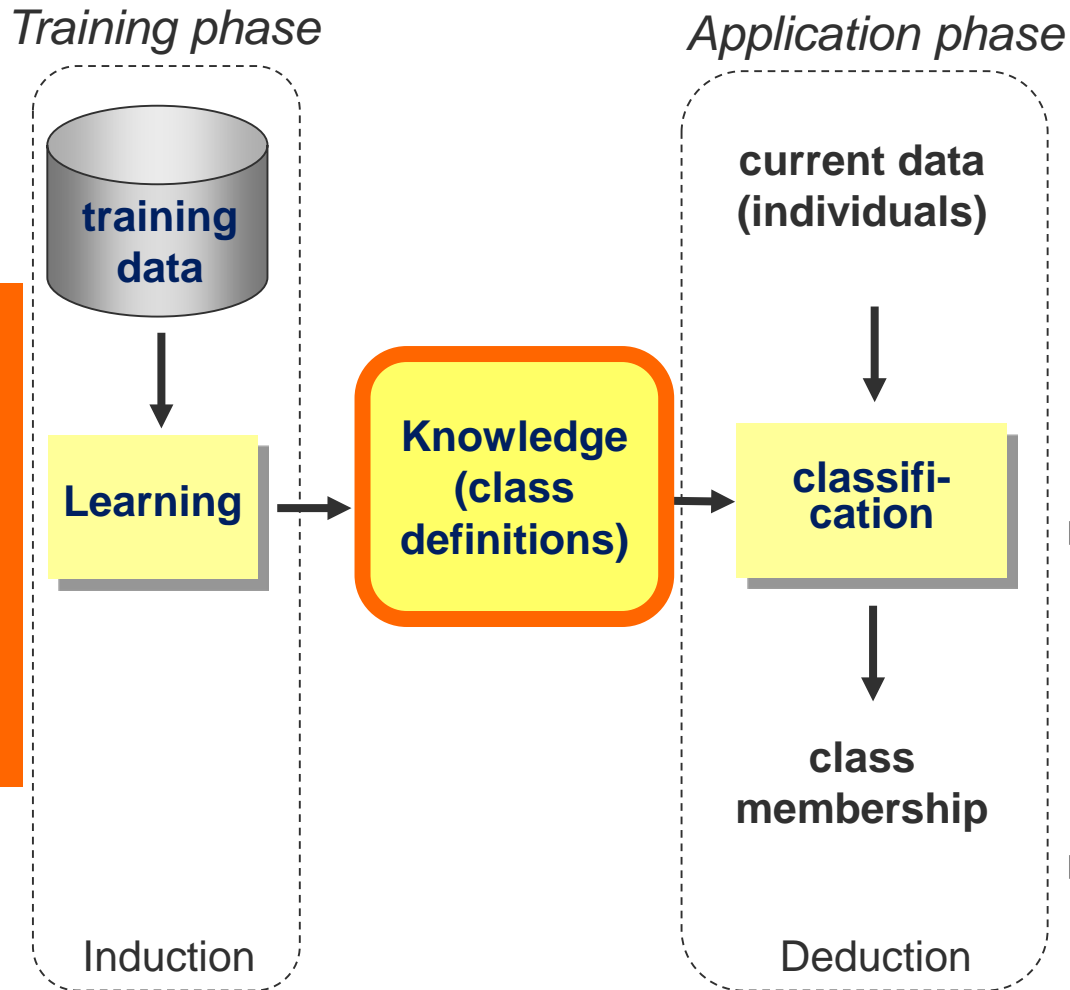 Training phase
training
data
Learning
Induction
Knowledge
(class
definitions)
Application phase
current data
(individuals)
classifi-
cation
class
membership
Deduction